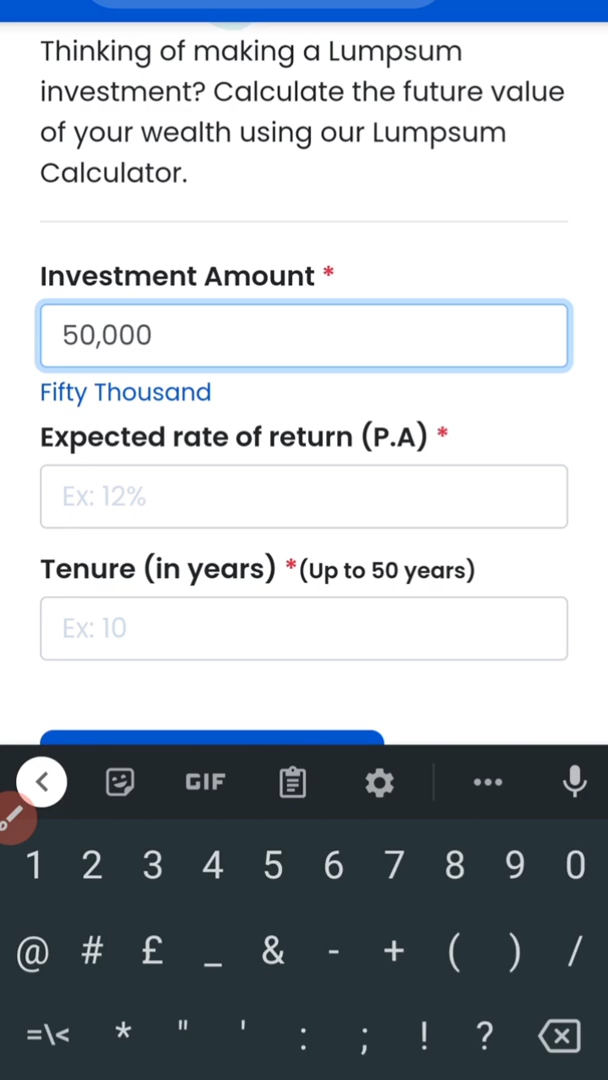 Thinking of making a Lumpsum
investment? Calculate the future value
of your wealth using our Lumpsum
Calculator.
Investment Amount *
50,000
Fifty Thousand
Expected rate of return (P.A) *
Ex: 12%
Tenure (in years) *(Up to 50 years)
Ex: 10
GIF
1 2 3 4 5 6 7 8 9 0
@ # £ _ & - + ( ) /
=\< * " ' : ; ! ?